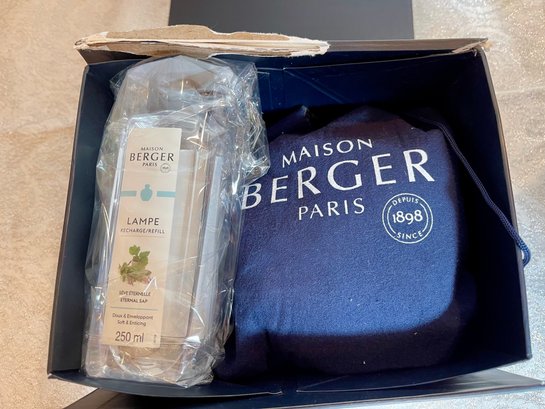 MAISON
BERGER
PARIS
LAMPE
RECHARGE/REFILL
SÈVE ÉTERNELLE
ETERNAL SAP
Doux & Enveloppant
Soft & Enticing
250 ml
MAISON
BERGER
PARIS
DEPUIS
1898
SINCE